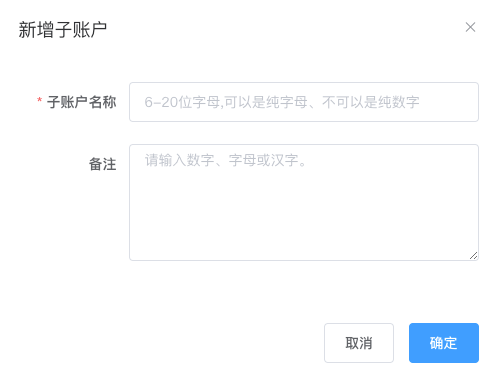 新增子账户
* 子账户名称
6-20位字母,可以是纯字母、不可以是纯数字
备注
请输入数字、字母或汉字。
取消
确定